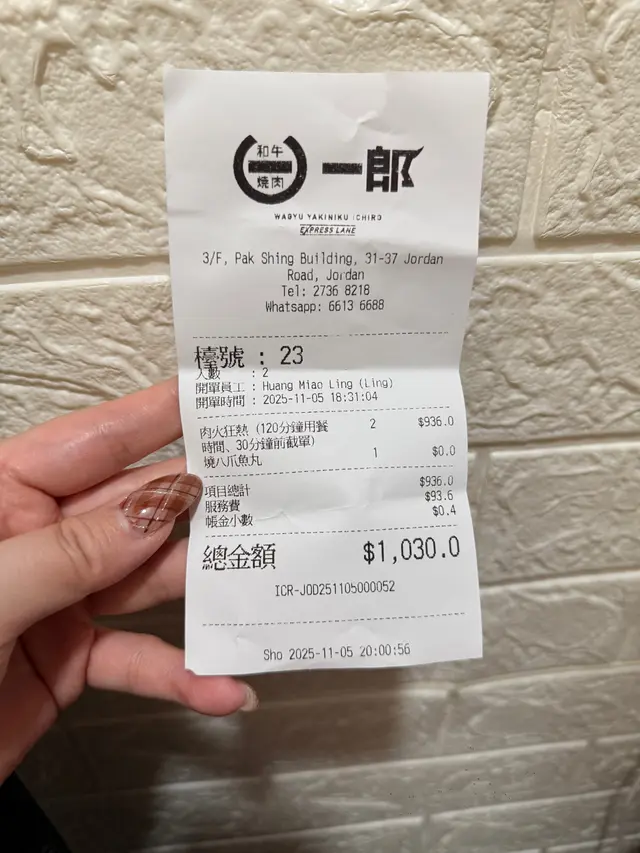 和牛
燒肉
一郎
WAGYU YAKINIKU ICHIRO
EXPRESS LANE
3/F, Pak Shing Building, 31-37 Jordan
Road, Jordan
Tel: 2736 8218
Whatsapp: 6613 6688
檯號 : 23
人數 : 2
開單員工 : Huang Miao Ling (Ling)
開單時間 : 2025-11-05 18:31:04
肉火狂熱 (120分鐘用餐 2 $936.0
時間、30分鐘前截單)
燒八爪魚丸 1 $0.0
項目總計 $936.0
服務費 $93.6
帳金小數 $0.4
總金額 $1,030.0
ICR-JOD251105000052
Sho 2025-11-05 20:00:56